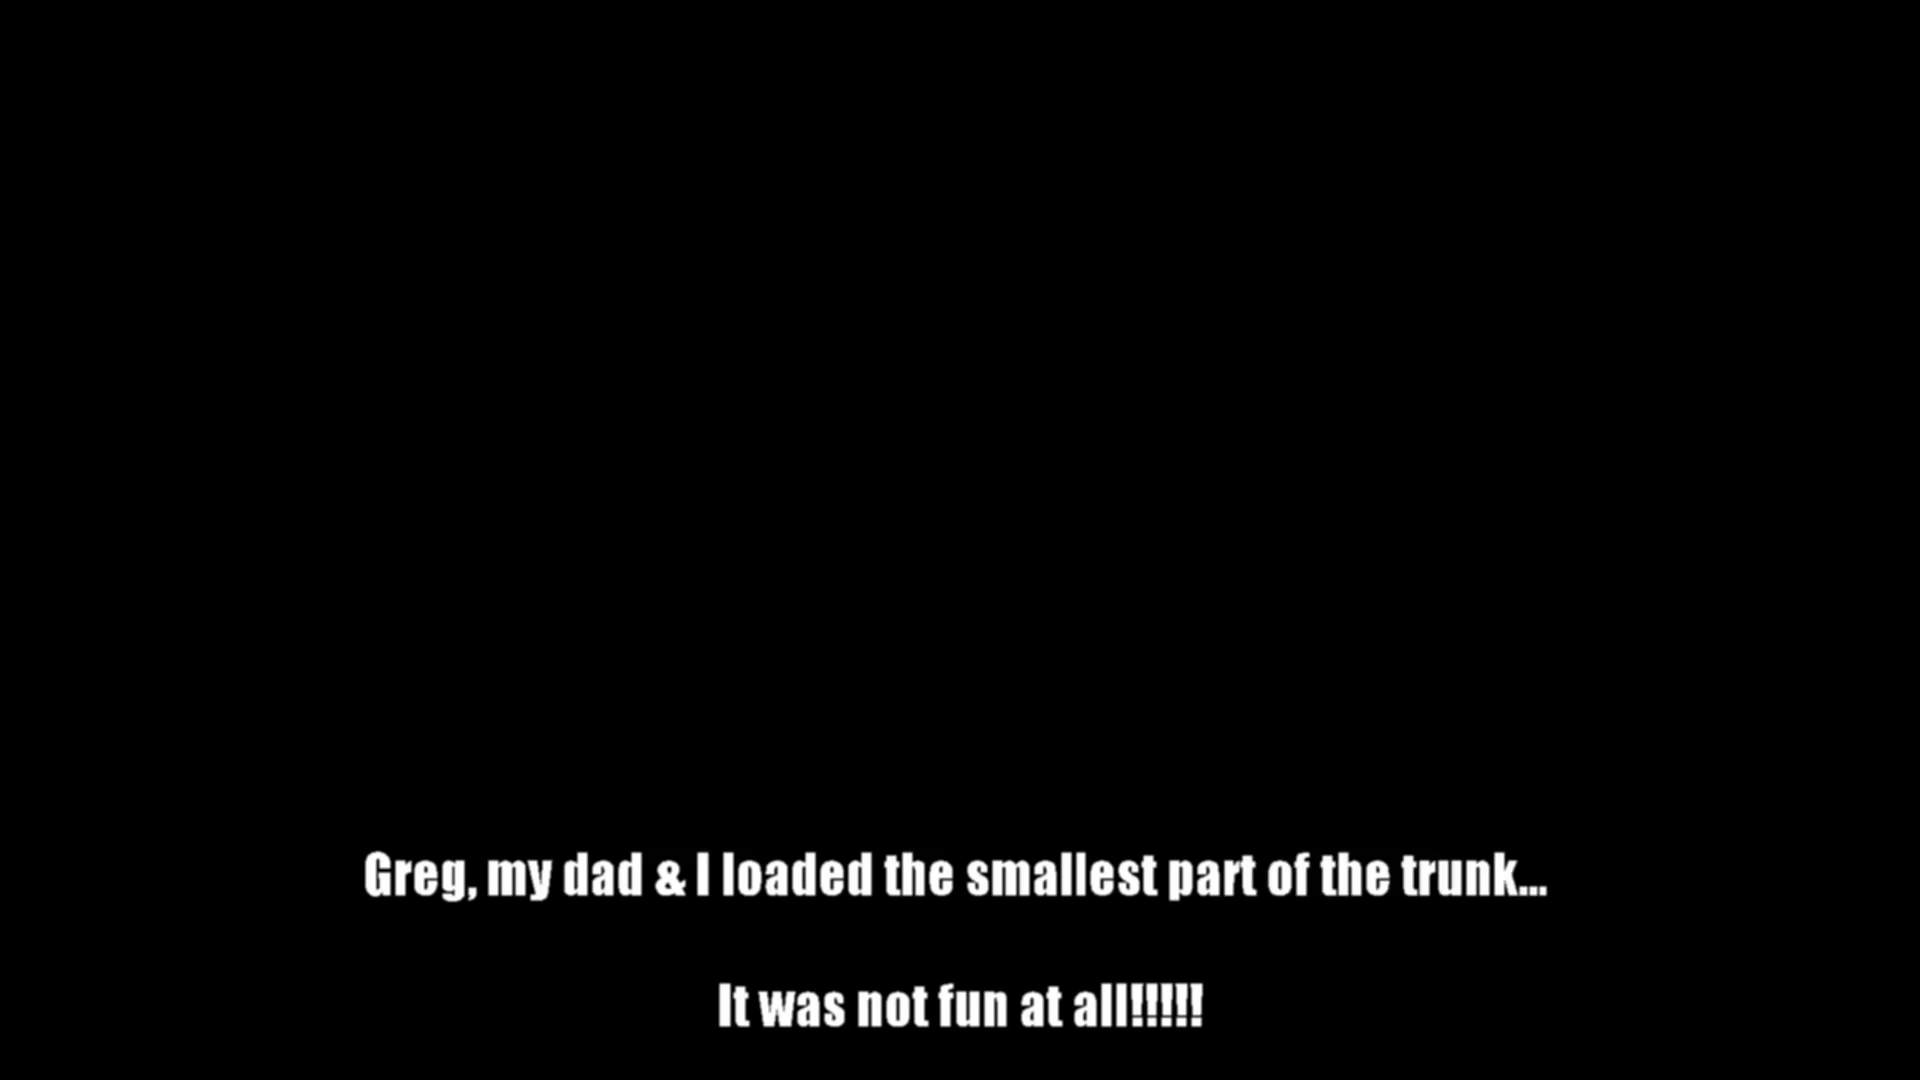 Greg, my dad & I loaded the smallest part of the trunk...
It was not fun at all!!!!!